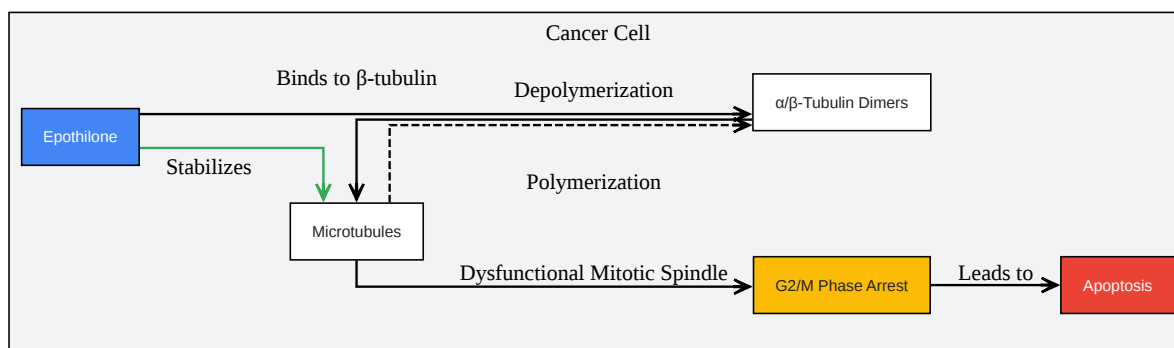 Cancer Cell
Binds to β-tubulin
Depolymerization
α/β-Tubulin Dimers
Epothilone
Stabilizes
Polymerization
Microtubules
Dysfunctional Mitotic Spindle
G2/M Phase Arrest
Leads to
Apoptosis